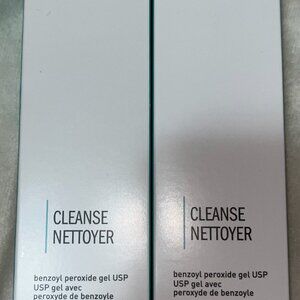 CLEANSE
NETTOYER
benzoyl peroxide gel USP
USP gel avec
peroxyde de benzoyle
CLEANSE
NETTOYER
benzoyl peroxide gel USP
USP gel avec
peroxyde de benzoyle